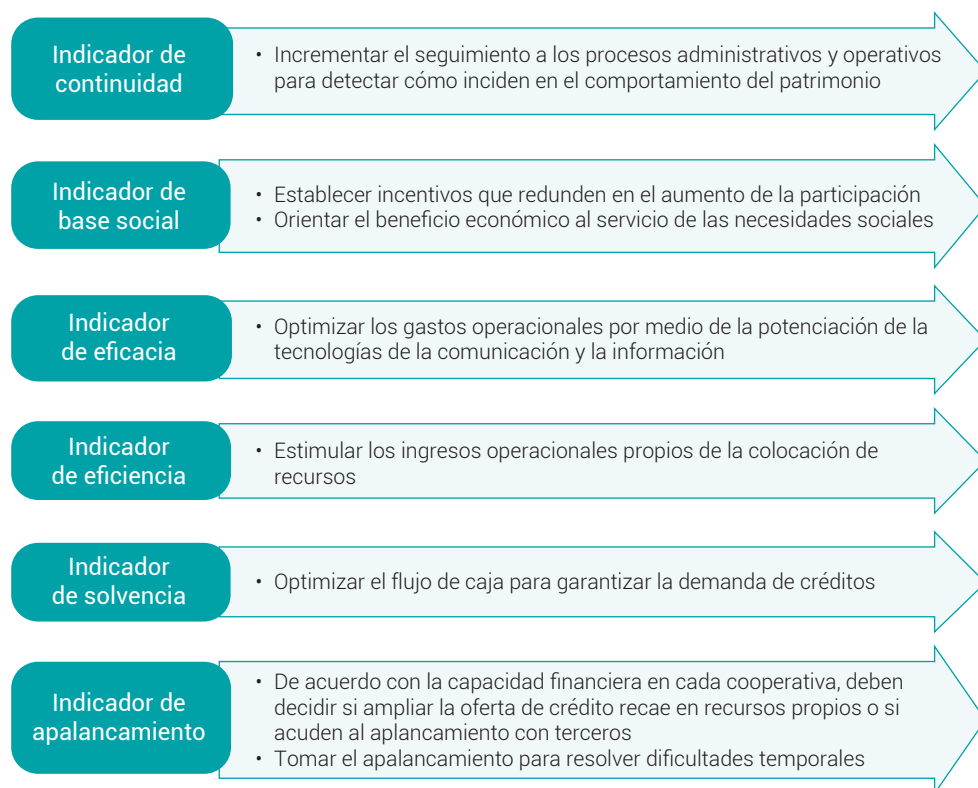 Indicador de
continuidad
• Incrementar el seguimiento a los procesos administrativos y operativos
para detectar cómo inciden en el comportamiento del patrimonio
Indicador de
base social
• Establecer incentivos que redunden en el aumento de la participación
• Orientar el beneficio económico al servicio de las necesidades sociales
Indicador
de eficacia
• Optimizar los gastos operacionales por medio de la potenciación de la
tecnologías de la comunicación y la información
Indicador
de eficiencia
• Estimular los ingresos operacionales propios de la colocación de
recursos
Indicador
de solvencia
• Optimizar el flujo de caja para garantizar la demanda de créditos
Indicador de
apalancamiento
• De acuerdo con la capacidad financiera en cada cooperativa, deben
decidir si ampliar la oferta de crédito recae en recursos propios o si
acuden al aplancamiento con terceros
• Tomar el apalancamiento para resolver dificultades temporales